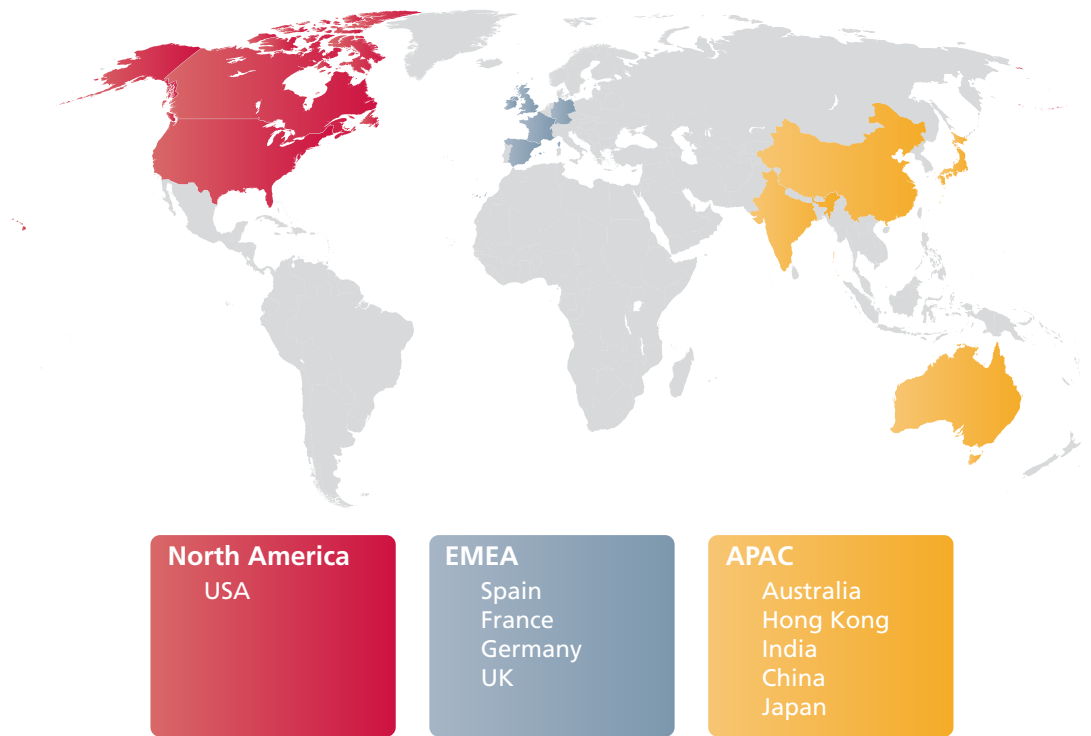 North America
USA
EMEA
Spain
France
Germany
UK
APAC
Australia
Hong Kong
India
China
Japan